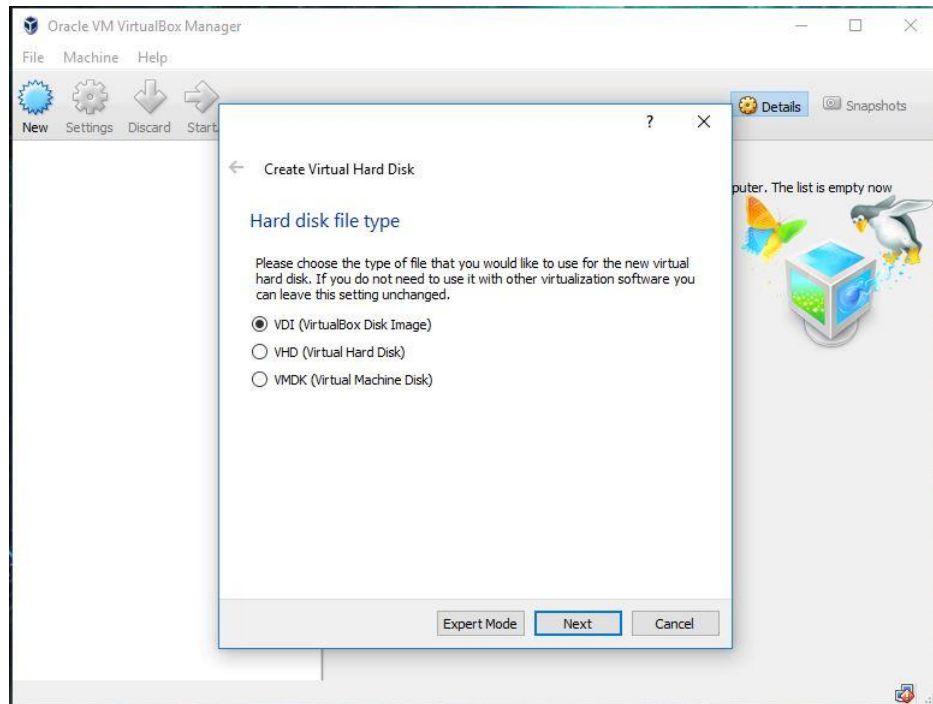 Oracle VM VirtualBox Manager
File Machine Help
New Settings Discard Start
Details Snapshots
? 
Create Virtual Hard Disk
puter. The list is empty now
Hard disk file type
Please choose the type of file that you would like to use for the new virtual
hard disk. If you do not need to use it with other virtualization software you
can leave this setting unchanged.
VDI (VirtualBox Disk Image)
VHD (Virtual Hard Disk)
VMDK (Virtual Machine Disk)
Expert Mode Next Cancel